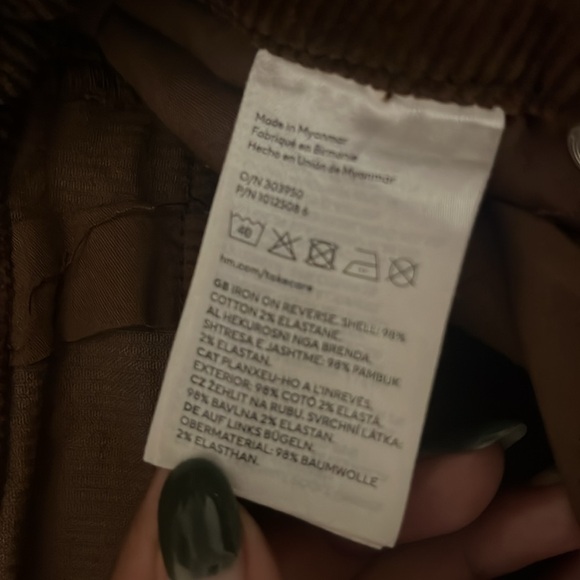 Made in Myanmar
Fabriqué en Birmanie
Hecho en Unión de Myanmar
O/N 303950
P/N 1012508 6
40
hm.com/takecare
GB IRON ON REVERSE. SHELL: 98%
COTTON 2% ELASTANE.
AL HEKUROSNI NGA BRENDA.
SHTRESA E JASHTME: 98% PAMBUK
2% ELASTAN.
CAT PLANXEU-HO A L'INREVÉS.
EXTERIOR: 98% COTÓ 2% ELASTÀ.
CZ ŽEHLIT NA RUBU. SVRCHNÍ LÁTKA:
98% BAVLNA 2% ELASTAN.
DE AUF LINKS BÜGELN.
OBERMATERIAL: 98% BAUMWOLLE
2% ELASTHAN.